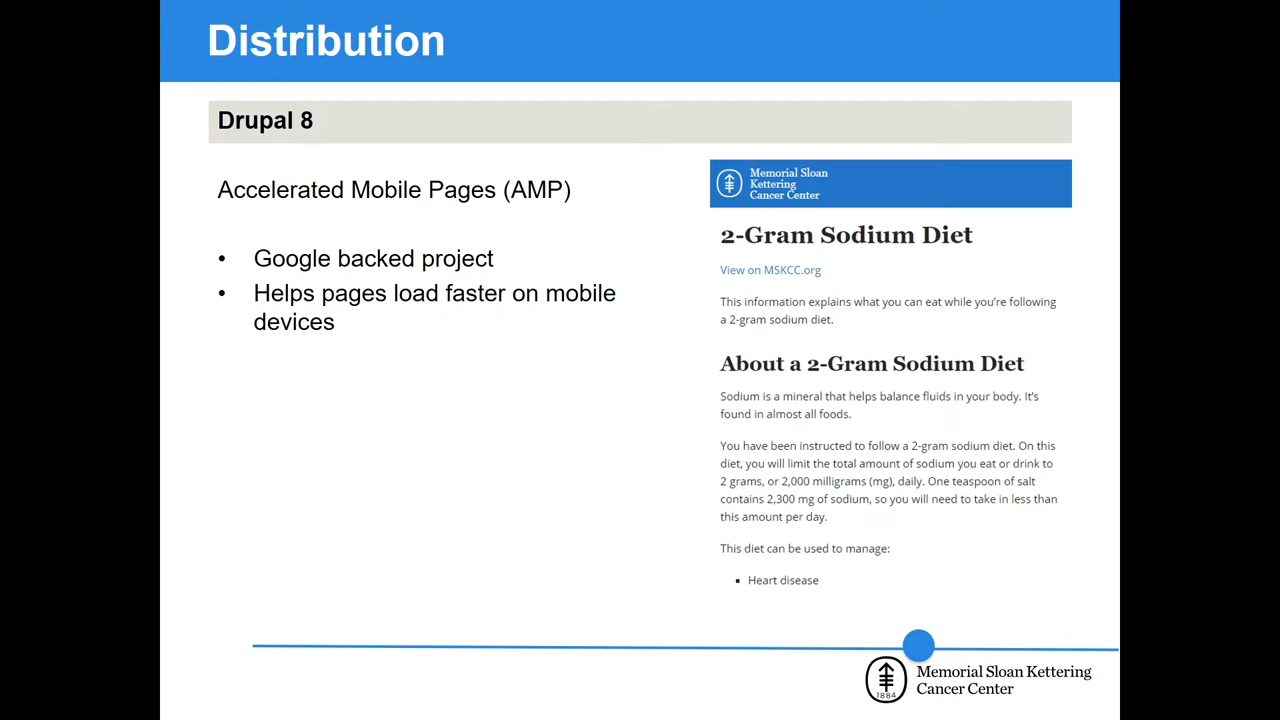 Distribution
Drupal 8
Accelerated Mobile Pages (AMP)
• Google backed project
• Helps pages load faster on mobile
devices
Memorial Sloan
Kettering
Cancer Center
2-Gram Sodium Diet
View on MSKCC.org
This information explains what you can eat while you’re following
a 2-gram sodium diet.
About a 2-Gram Sodium Diet
Sodium is a mineral that helps balance fluids in your body. It’s
found in almost all foods.
You have been instructed to follow a 2-gram sodium diet. On this
diet, you will limit the total amount of sodium you eat or drink to
2 grams, or 2,000 milligrams (mg), daily. One teaspoon of salt
contains 2,300 mg of sodium, so you will need to take in less than
this amount per day.
This diet can be used to manage:
▪ Heart disease
1884
Memorial Sloan Kettering
Cancer Center